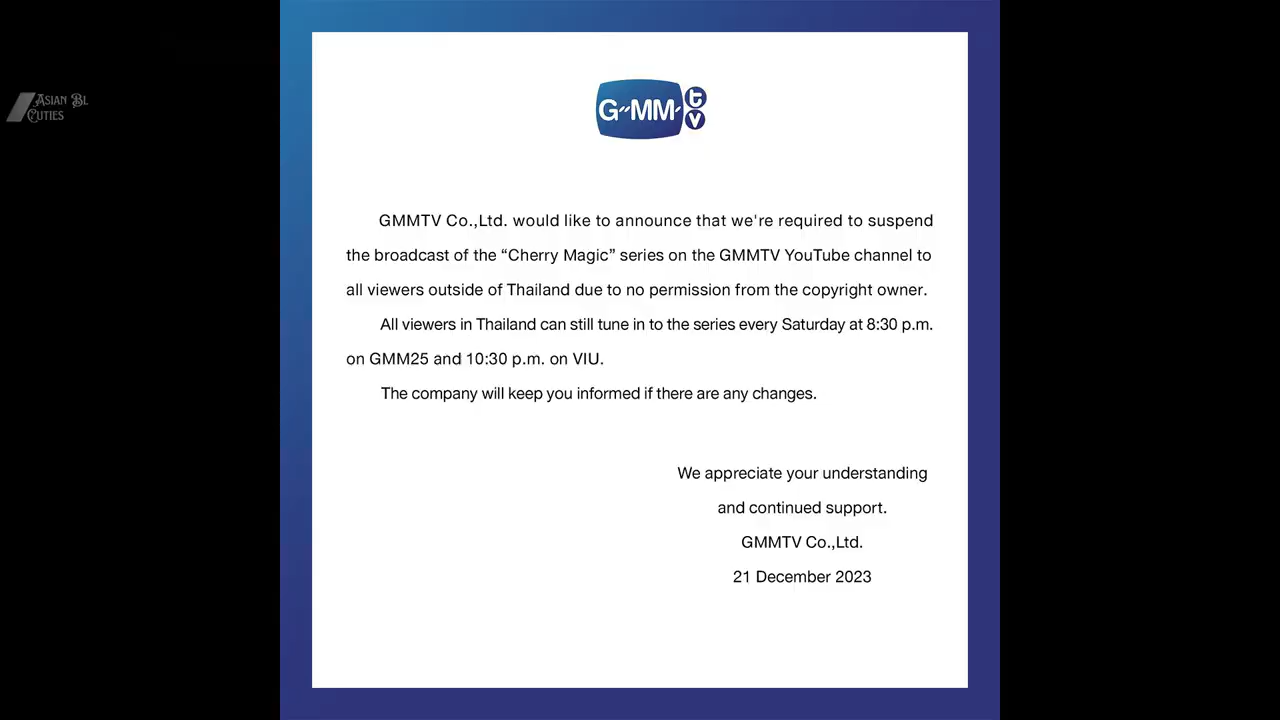 ASIAN BL
CUTIES
G-MM-
tv
GMMTV Co.,Ltd. would like to announce that we're required to suspend
the broadcast of the “Cherry Magic” series on the GMMTV YouTube channel to
all viewers outside of Thailand due to no permission from the copyright owner.
All viewers in Thailand can still tune in to the series every Saturday at 8:30 p.m.
on GMM25 and 10:30 p.m. on VIU.
The company will keep you informed if there are any changes.
We appreciate your understanding
and continued support.
GMMTV Co.,Ltd.
21 December 2023